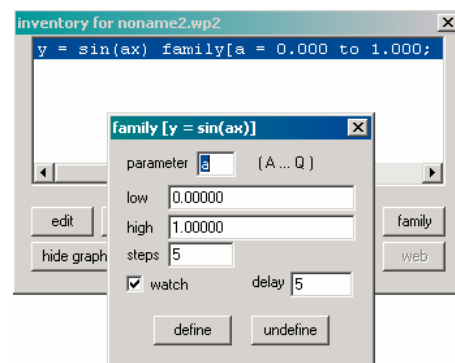 inventory for noname2.wp2
y = sin(ax) family[a = 0.000 to 1.000;
family [y = sin(ax)]
parameter a (A ... Q )
low 0.00000
high 1.00000
steps 5
watch delay 5
define undefine
edit family
hide graph web